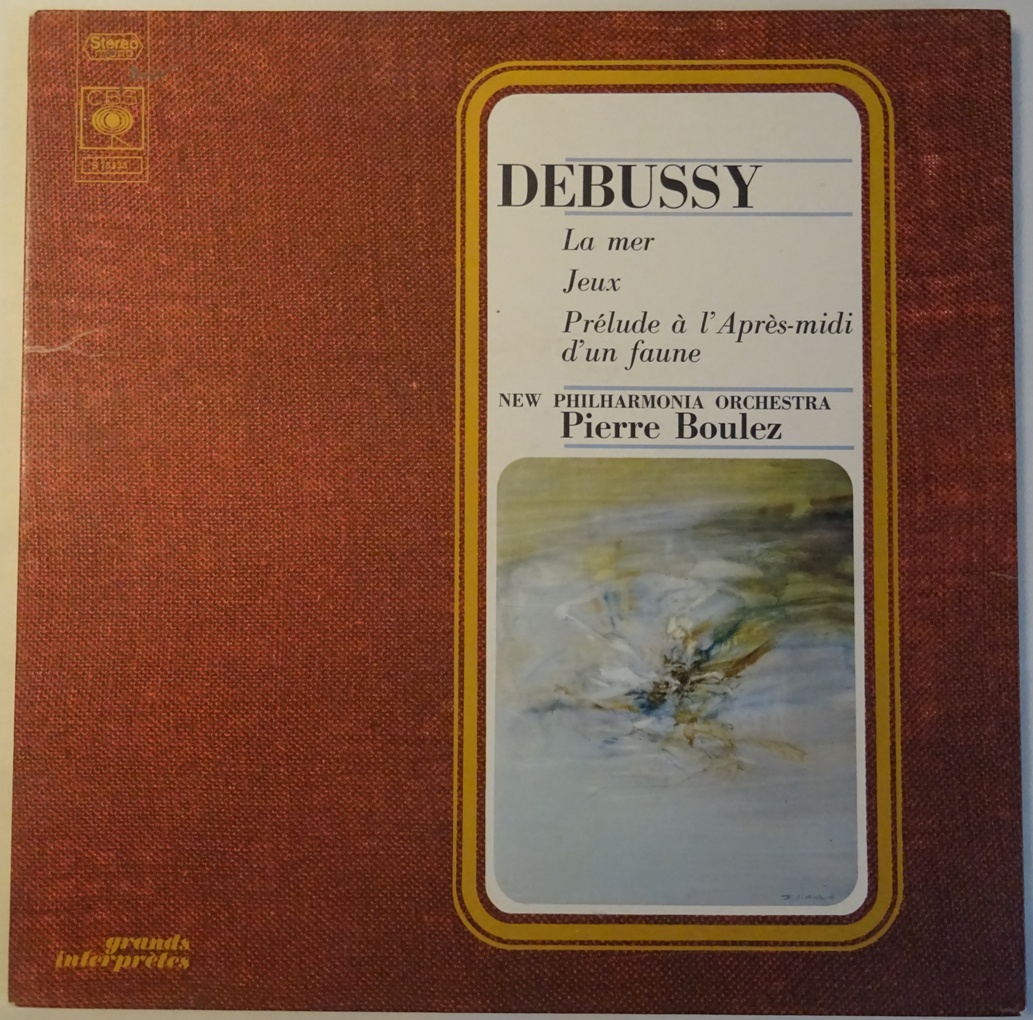 Stereo
CBS
DEBUSSY
La mer
Jeux
Prélude à l'Après-midi
d'un faune
NEW PHILHARMONIA ORCHESTRA
Pierre Boulez
grands
interprètes